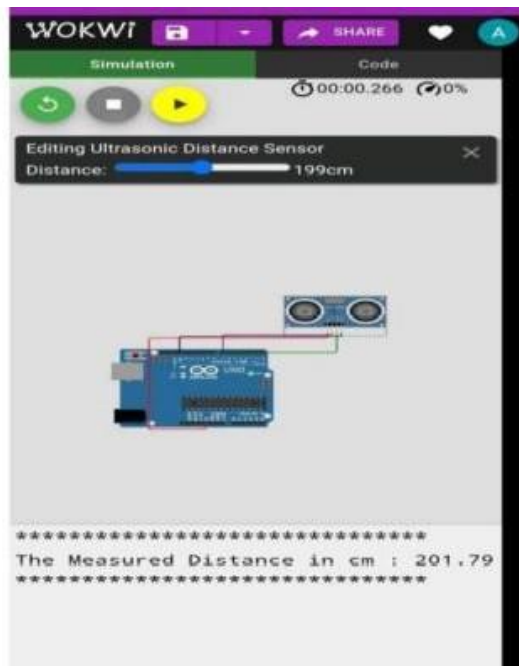 WOKWi SHARE A
Simulation Code
00:00.266 0%
Editing Ultrasonic Distance Sensor
Distance: 199cm
UNO
*******************************
The Measured Distance in cm : 201.79
*******************************